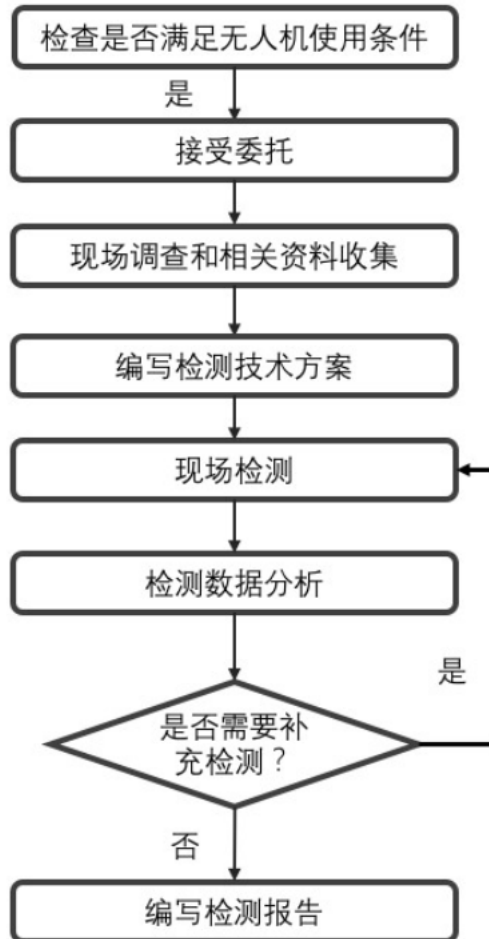 检查是否满足无人机使用条件
是
接受委托
现场调查和相关资料收集
编写检测技术方案
现场检测
检测数据分析
是
是否需要补
充检测？
否
编写检测报告